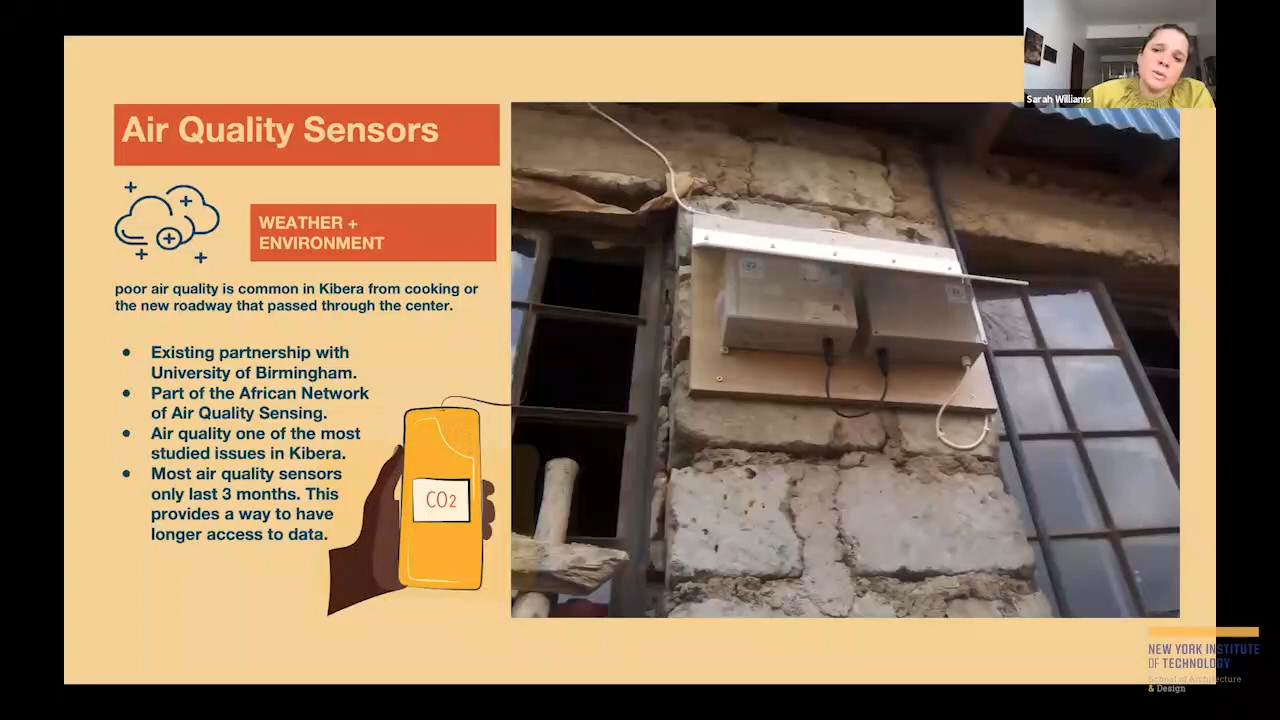 Sarah Williams
Air Quality Sensors
WEATHER +
ENVIRONMENT
poor air quality is common in Kibera from cooking or
the new roadway that passed through the center.
• Existing partnership with
University of Birmingham.
• Part of the African Network
of Air Quality Sensing.
• Air quality one of the most
studied issues in Kibera.
• Most air quality sensors
only last 3 months. This
provides a way to have
longer access to data.
CO2
NEW YORK INSTITUTE
OF TECHNOLOGY
School of Architecture
& Design